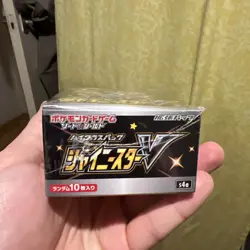 ポケモンカードゲーム
ソード&シールド
ハイクラスパック
シャイニースターV
ランダム10枚入り
s4a